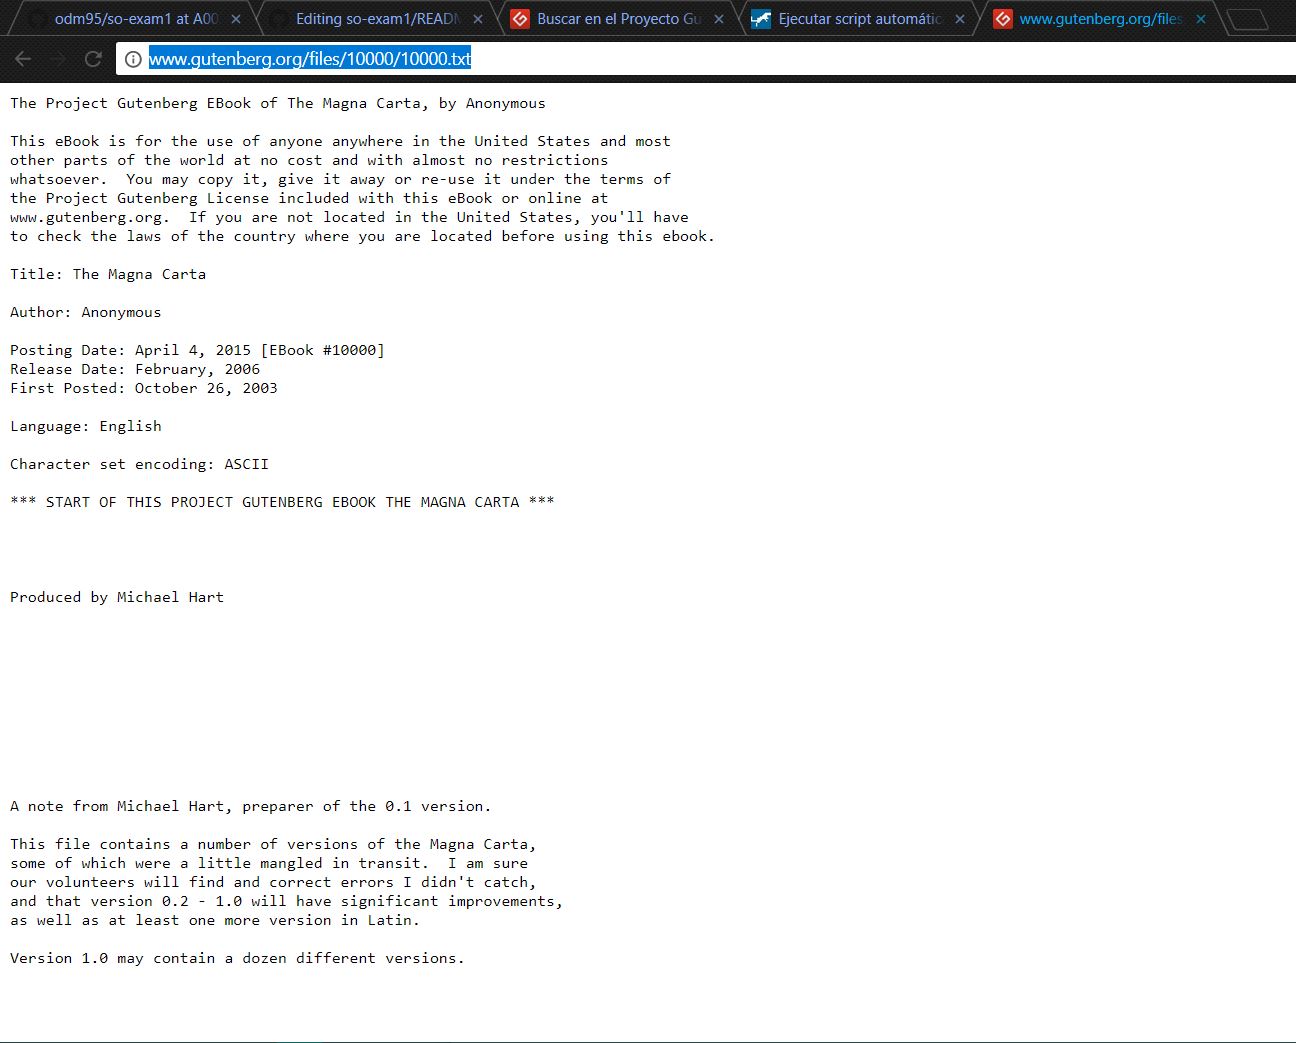 odm95/so-exam1 at A00
Editing so-exam1/READM
Buscar en el Proyecto Gu
Ejecutar script automátic
www.gutenberg.org/files
www.gutenberg.org/files/10000/10000.txt
The Project Gutenberg EBook of The Magna Carta, by Anonymous
This eBook is for the use of anyone anywhere in the United States and most
other parts of the world at no cost and with almost no restrictions
whatsoever.  You may copy it, give it away or re-use it under the terms of
the Project Gutenberg License included with this eBook or online at
www.gutenberg.org.  If you are not located in the United States, you'll have
to check the laws of the country where you are located before using this ebook.
Title: The Magna Carta
Author: Anonymous
Posting Date: April 4, 2015 [EBook #10000]
Release Date: February, 2006
First Posted: October 26, 2003
Language: English
Character set encoding: ASCII
*** START OF THIS PROJECT GUTENBERG EBOOK THE MAGNA CARTA ***
Produced by Michael Hart
A note from Michael Hart, preparer of the 0.1 version.
This file contains a number of versions of the Magna Carta,
some of which were a little mangled in transit.  I am sure
our volunteers will find and correct errors I didn't catch,
and that version 0.2 - 1.0 will have significant improvements,
as well as at least one more version in Latin.
Version 1.0 may contain a dozen different versions.